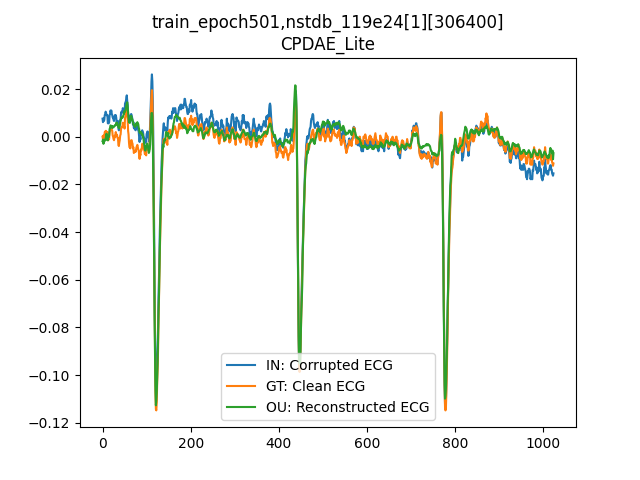 train_epoch501,nstdb_119e24[1][306400]
CPDAE_Lite
0.02
0.00
−0.02
−0.04
−0.06
−0.08
−0.10
−0.12
IN: Corrupted ECG
GT: Clean ECG
OU: Reconstructed ECG
0 200 400 600 800 1000